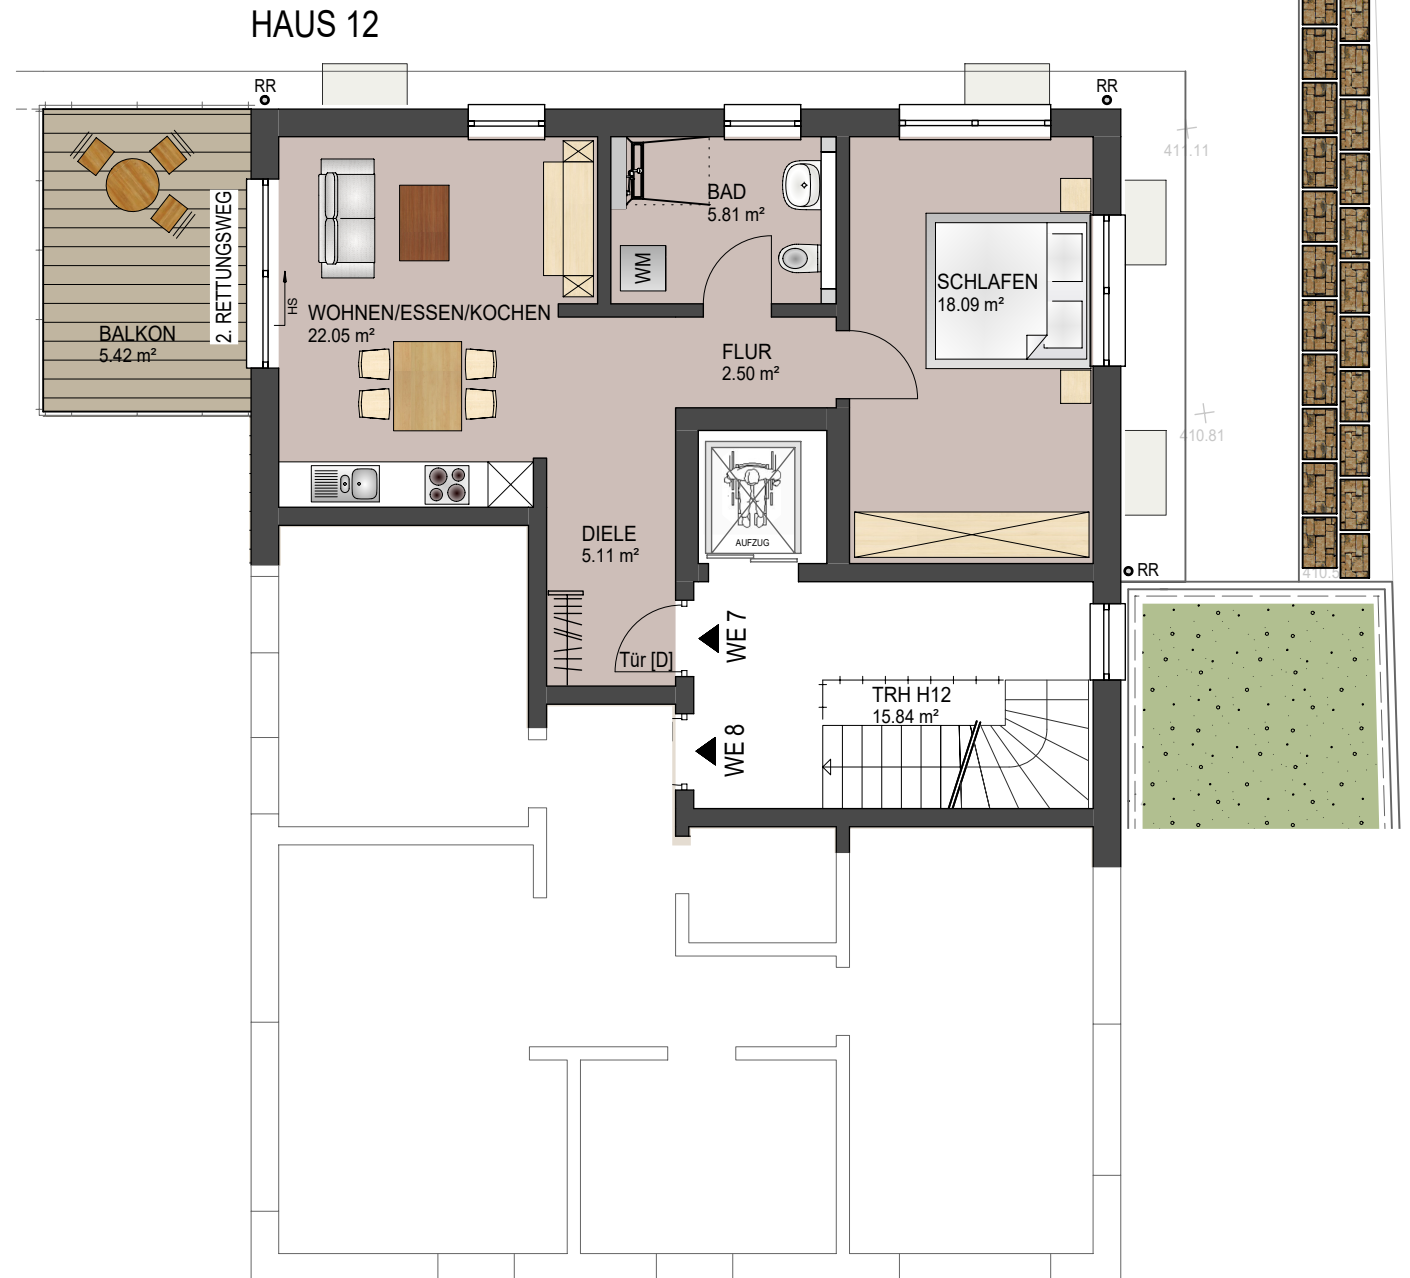 HAUS 12
RR
RR
411.11
BAD
5.81 m²
2. RETTUNGSWEG
WM
SCHLAFEN
18.09 m²
HS
WOHNEN/ESSEN/KOCHEN
22.05 m²
BALKON
5.42 m²
FLUR
2.50 m²
410.81
DIELE
5.11 m²
AUFZUG
RR
WE 7
Tür [D]
TRH H12
15.84 m²
WE 8